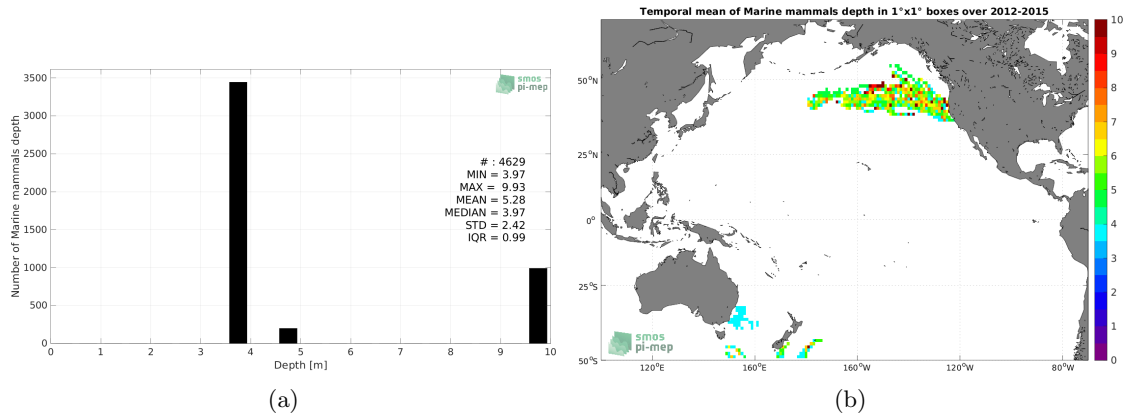 3500
3000
2500
2000
1500
1000
500
0
Number of Marine mammals depth
smos
pi-mep
# : 4629
MIN = 3.97
MAX = 9.93
MEAN = 5.28
MEDIAN = 3.97
STD = 2.42
IQR = 0.99
0 1 2 3 4 5 6 7 8 9 10
Depth [m]
(a)
Temporal mean of Marine mammals depth in 1°x1° boxes over 2012-2015
50°N
25°N
0°
25°S
50°S
smos
pi-mep
120°E 160°E 160°W 120°W 80°W
10
9
8
7
6
5
4
3
2
1
0
(b)